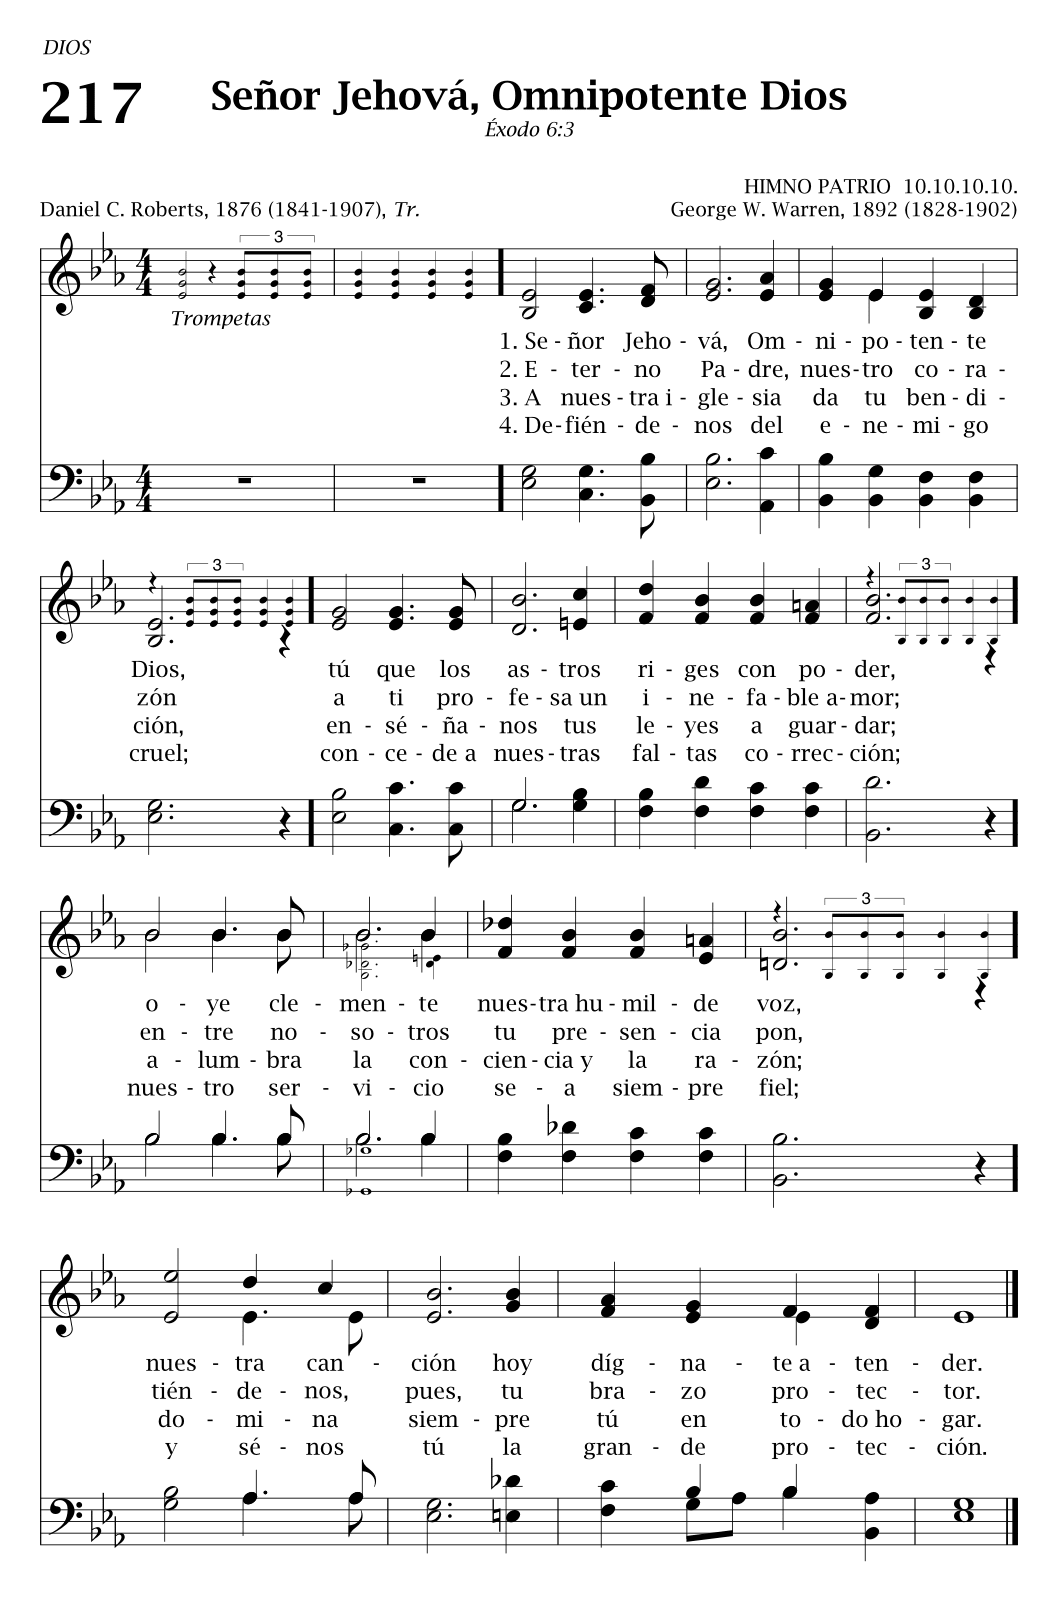 DIOS
217 Señor Jehová, Omnipotente Dios
Éxodo 6:3
HIMNO PATRIO 10.10.10.10.
Daniel C. Roberts, 1876 (1841-1907), Tr. George W. Warren, 1892 (1828-1902)
3
4 4
Trompetas
1. Se - ñor Jeho - vá, Om - ni - po - ten - te
2. E - ter - no Pa - dre, nues - tro co - ra -
3. A nues - tra i - gle - sia da tu ben - di -
4. De - fién - de - nos del e - ne - mi - go
4 4
3 3
Dios, tú que los as - tros ri - ges con po - der,
zón a ti pro - fe - sa un i - ne - fa - ble a - mor;
ción, en - sé - ña - nos tus le - yes a guar - dar;
cruel; con - ce - de a nues - tras fal - tas co - rrec - ción;
3
o - ye cle - men - te nues - tra hu - mil - de voz,
en - tre no - so - tros tu pre - sen - cia pon,
a - lum - bra la con - cien - cia y la ra - zón;
nues - tro ser - vi - cio se - a siem - pre fiel;
nues - tra can - ción hoy díg - na - te a - ten - der.
tién - de - nos, pues, tu bra - zo pro - tec - tor.
do - mi - na siem - pre tú en to - do ho - gar.
y sé - nos tú la gran - de pro - tec - ción.